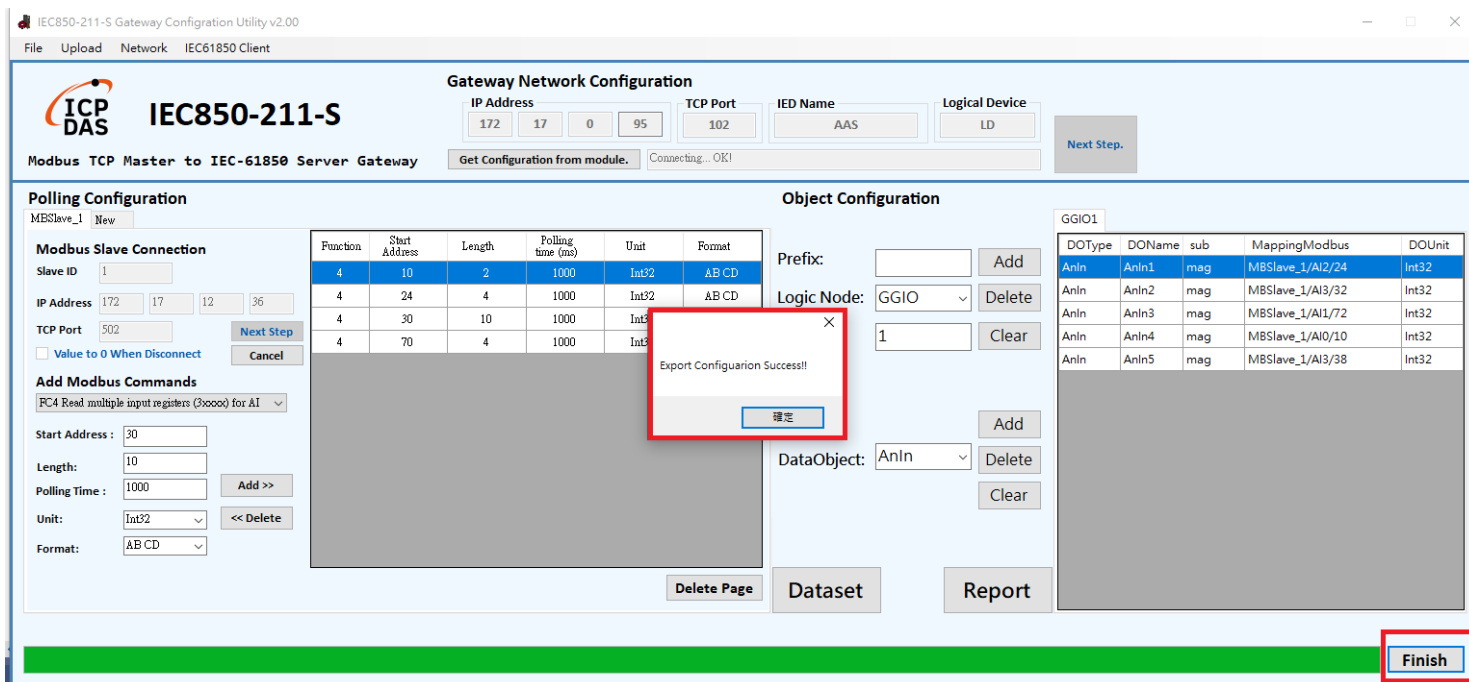 IEC850-211-S Gateway Configration Utility v2.00
File Upload Network IEC61850 Client
ICP
DAS
IEC850-211-S
Modbus TCP Master to IEC-61850 Server Gateway
Gateway Network Configuration
IP Address TCP Port IED Name Logical Device
172 17 0 95 102 AAS LD
Get Configuration from module. Connecting... OK!
Next Step.
Polling Configuration
MBSlave_1 New
Modbus Slave Connection
Slave ID 1
IP Address 172 17 12 36
TCP Port 502 Next Step
Value to 0 When Disconnect Cancel
Add Modbus Commands
FC4 Read multiple input registers (3xxxx) for AI
Start Address : 30
Length: 10
Polling Time : 1000 Add >>
Unit: Int32 << Delete
Format: AB CD
Function Start Address Length Polling time (ms) Unit Format
4 10 2 1000 Int32 AB CD
4 24 4 1000 Int32 AB CD
4 30 10 1000
4 70 4 1000
Delete Page
Export Configuarion Success!!
確定
Object Configuration
Prefix: Add
Logic Node: GGIO Delete
1 Clear
Add
DataObject: AnIn Delete
Clear
Dataset Report
GGIO1
DOType DOName sub MappingModbus DOUnit
AnIn AnIn1 mag MBSlave_1/AI2/24 Int32
AnIn AnIn2 mag MBSlave_1/AI3/32 Int32
AnIn AnIn3 mag MBSlave_1/AI1/72 Int32
AnIn AnIn4 mag MBSlave_1/AI0/10 Int32
AnIn AnIn5 mag MBSlave_1/AI3/38 Int32
Finish